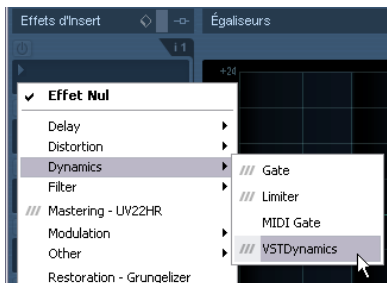 Effets d'Insert
Égaliseurs
i 1
+24
Effet Nul
Delay
Distortion
Dynamics
Gate
Filter
Limiter
Mastering - UV22HR
MIDI Gate
Modulation
Other
VSTDynamics
Restoration - Grungelizer